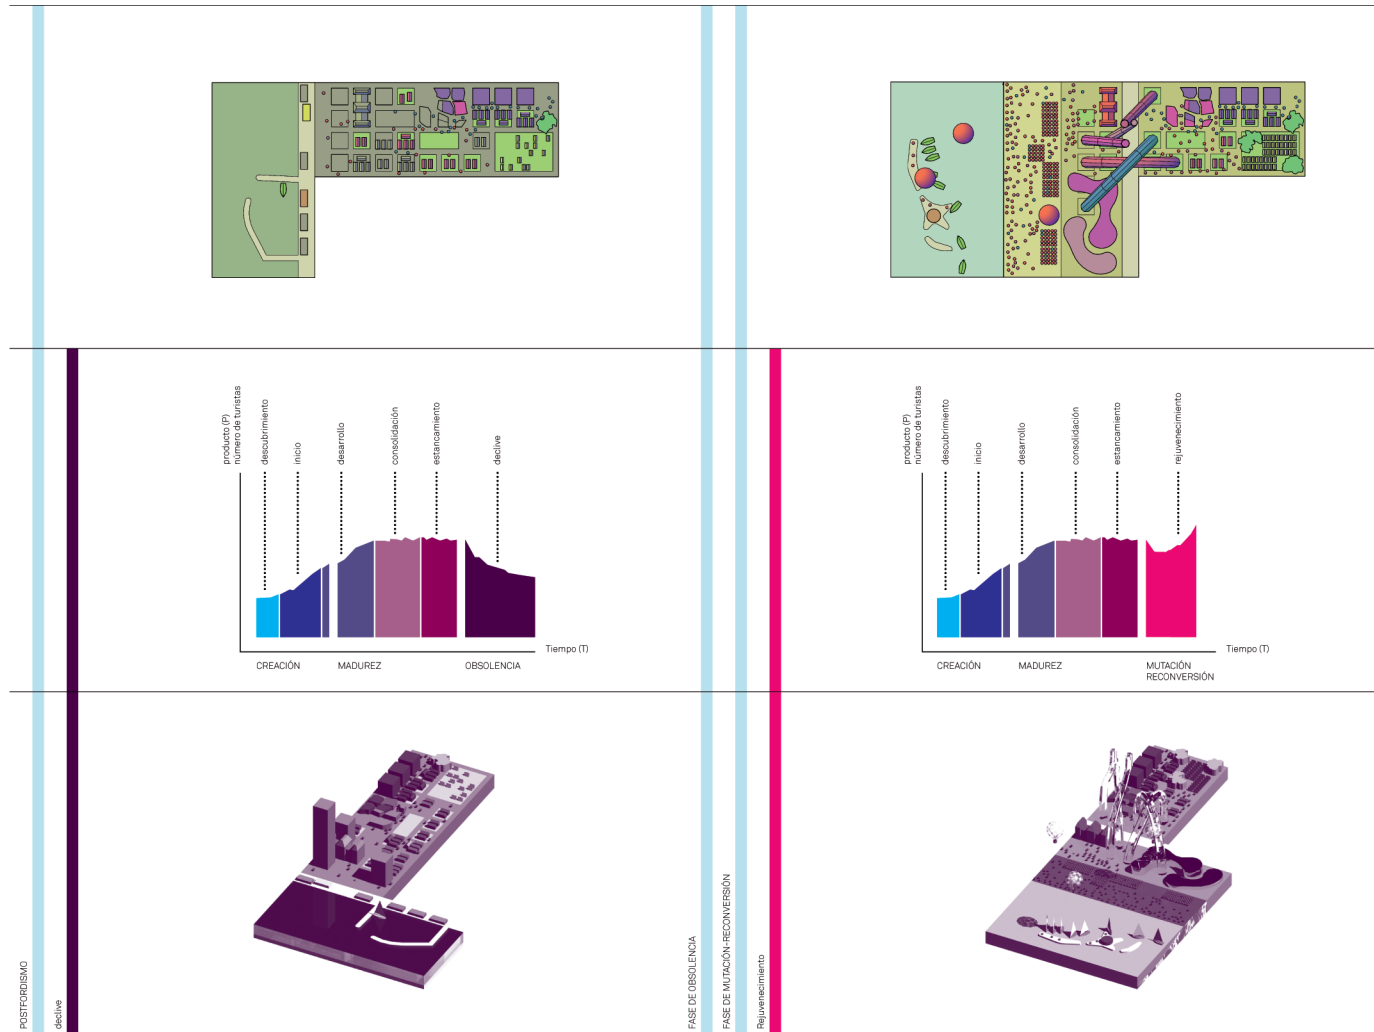 producto (P)
número de turistas
descubrimiento
inicio
desarrollo
consolidación
estancamiento
declive
Tiempo (T)
CREACIÓN
MADUREZ
OBSOLENCIA
POSTFORDISMO
declive
producto (P)
número de turistas
descubrimiento
inicio
desarrollo
consolidación
estancamiento
rejuvenecimiento
Tiempo (T)
CREACIÓN
MADUREZ
MUTACIÓN
RECONVERSIÓN
FASE DE OBSOLENCIA
FASE DE MUTACIÓN-RECONVERSIÓN
Rejuvenecimiento